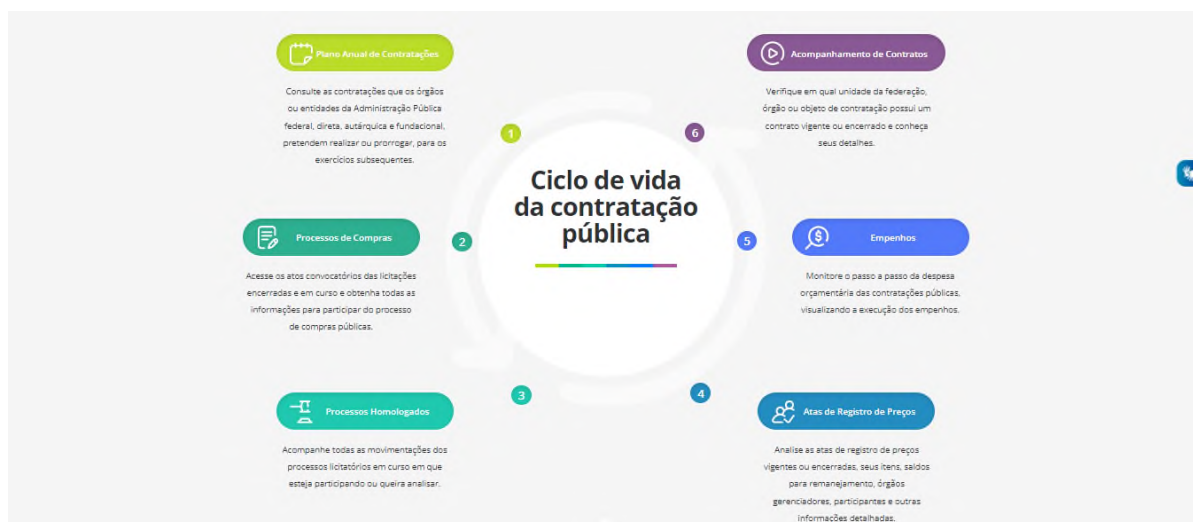 Ciclo de vida
da contratação
pública
1
Plano Anual de Contratações
Consulte as contratações que os órgãos
ou entidades da Administração Pública
federal, direta, autárquica e fundacional,
pretendem realizar ou prorrogar, para os
exercícios subsequentes.
2
Processos de Compras
Acesse os atos convocatórios das licitações
encerradas e em curso e obtenha todas as
informações para participar do processo
de compras públicas.
3
Processos Homologados
Acompanhe todas as movimentações dos
processos licitatórios em curso em que
esteja participando ou queira analisar.
4
Atas de Registro de Preços
Analise as atas de registro de preços
vigentes ou encerradas, seus itens, saldos
para remanejamento, órgãos
gerenciadores, participantes e outras
informações detalhadas.
5
Empenhos
Monitore o passo a passo da despesa
orçamentária das contratações públicas,
visualizando a execução dos empenhos.
6
Acompanhamento de Contratos
Verifique em qual unidade da federação,
órgão ou objeto de contratação possui um
contrato vigente ou encerrado e conheça
seus detalhes.